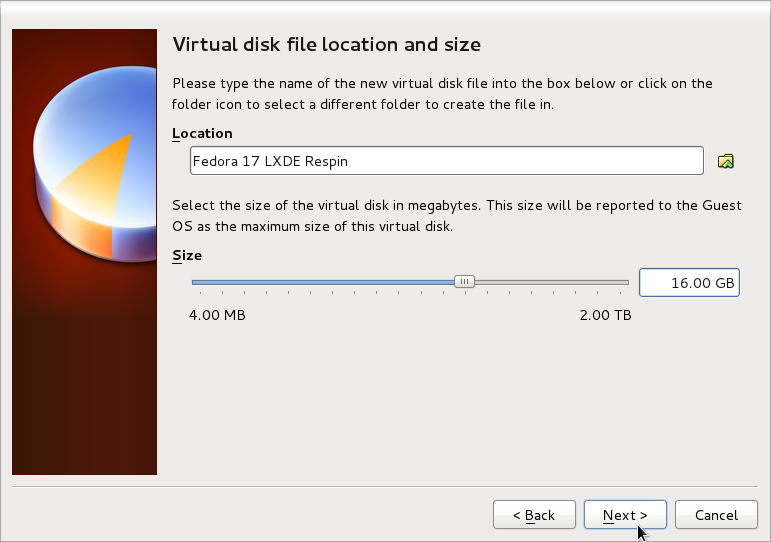 Virtual disk file location and size
Please type the name of the new virtual disk file into the box below or click on the
folder icon to select a different folder to create the file in.
Location
Fedora 17 LXDE Respin
Select the size of the virtual disk in megabytes. This size will be reported to the Guest
OS as the maximum size of this virtual disk.
Size
16.00 GB
4.00 MB 2.00 TB
< Back Next > Cancel